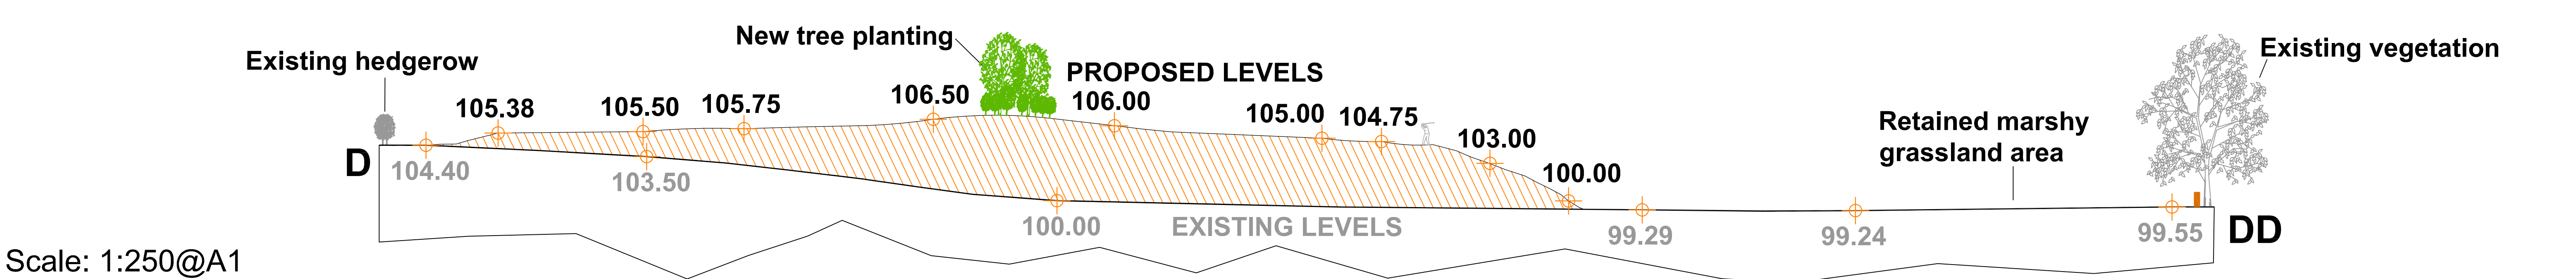 New tree planting
Existing hedgerow
Existing vegetation
PROPOSED LEVELS
105.38
105.50
105.75
106.50
106.00
105.00
104.75
103.00
100.00
Retained marshy
grassland area
D
104.40
103.50
100.00
EXISTING LEVELS
99.29
99.24
99.55
DD
Scale: 1:250@A1